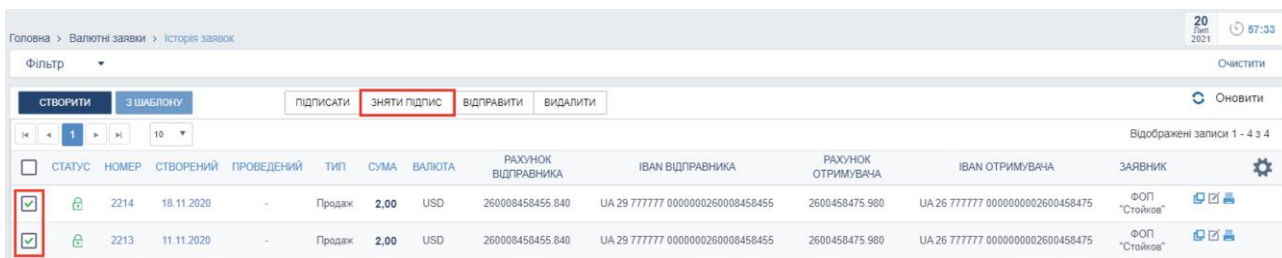 20
Лип
2021
57:33
Головна > Валютні заявки > Історія заявок
Фільтр
Очистити
СТВОРИТИ З ШАБЛОНУ ПІДПИСАТИ ЗНЯТИ ПІДПИС ВІДПРАВИТИ ВИДАЛИТИ Оновити
1 10 Відображені записи 1 - 4 з 4
СТАТУС НОМЕР СТВОРЕНИЙ ПРОВЕДЕНИЙ ТИП СУМА ВАЛЮТА РАХУНОК ВІДПРАВНИКА IBAN ВІДПРАВНИКА РАХУНОК ОТРИМУВАЧА IBAN ОТРИМУВАЧА ЗАЯВНИК
2214 18.11.2020 - Продаж 2,00 USD 260008458455.840 UA 29 777777 0000000260008458455 2600458475.980 UA 26 777777 0000000002600458475 ФОП "Стойков"
2213 11.11.2020 - Продаж 2,00 USD 260008458455.840 UA 29 777777 0000000260008458455 2600458475.980 UA 26 777777 0000000002600458475 ФОП "Стойков"